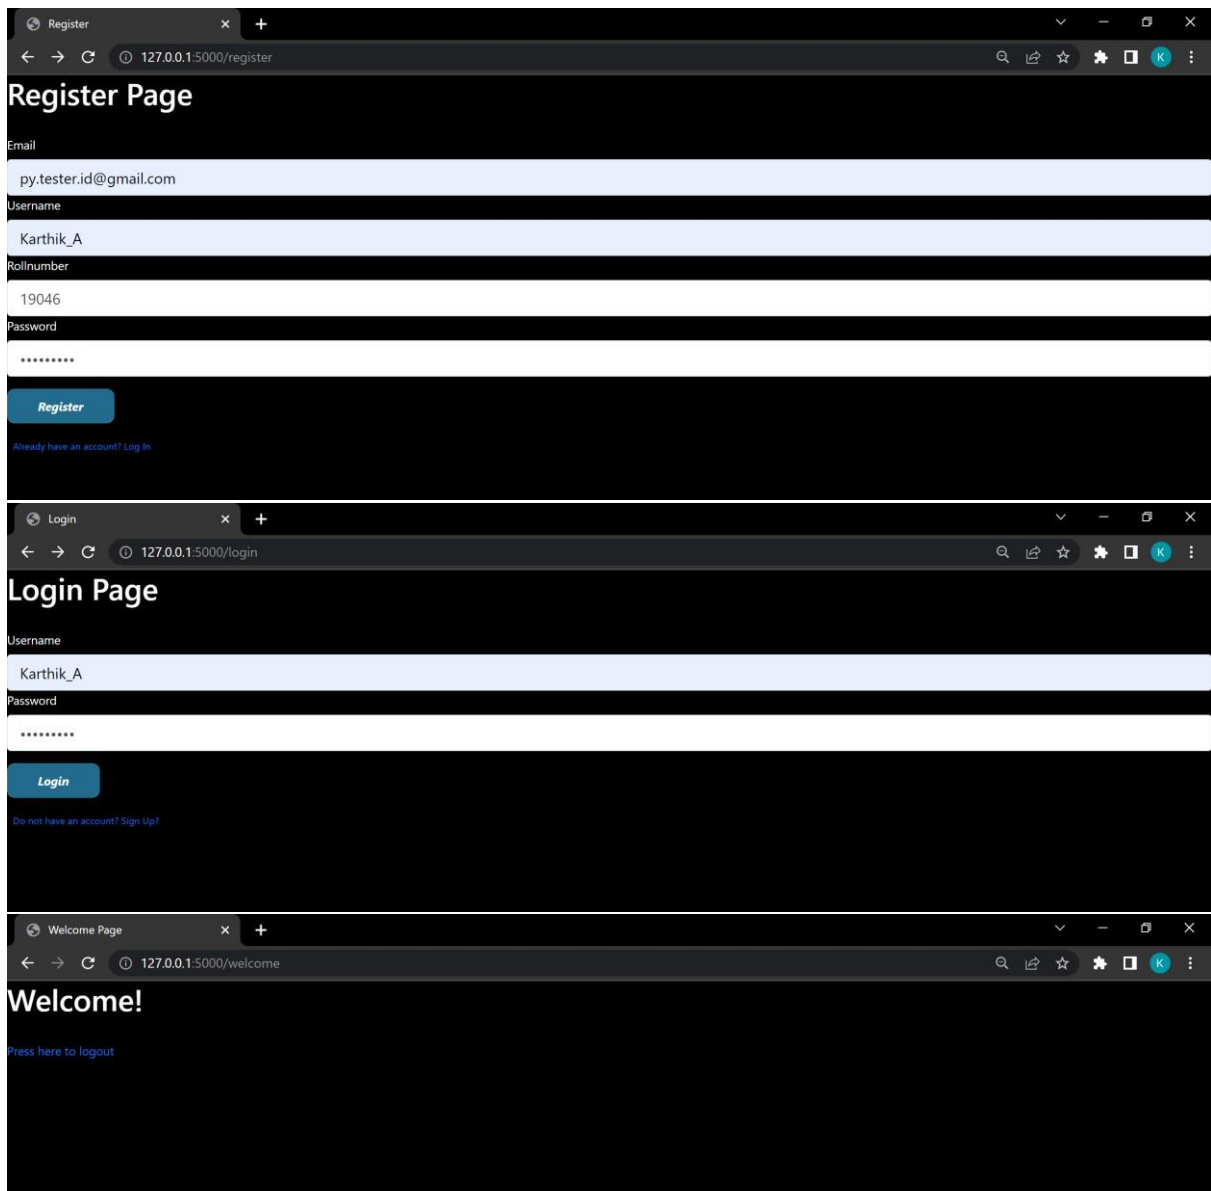 Register
127.0.0.1:5000/register
K
Register Page
Email
py.tester.id@gmail.com
Username
Karthik_A
Rollnumber
19046
Password
•••••••••
Register
Already have an account? Log In
Login
127.0.0.1:5000/login
K
Login Page
Username
Karthik_A
Password
•••••••••
Login
Do not have an account? Sign Up?
Welcome Page
127.0.0.1:5000/welcome
K
Welcome!
Press here to logout